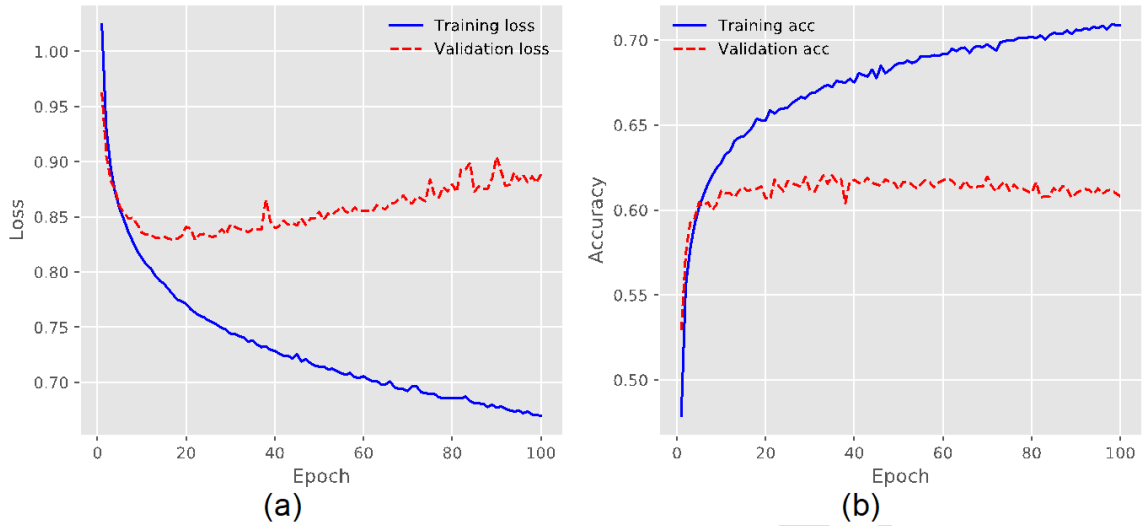 Training loss
Validation loss
1.00
0.95
0.90
0.85
0.80
0.75
0.70
Loss
0 20 40 60 80 100
Epoch
(a)
Training acc
Validation acc
0.70
0.65
0.60
0.55
0.50
Accuracy
0 20 40 60 80 100
Epoch
(b)